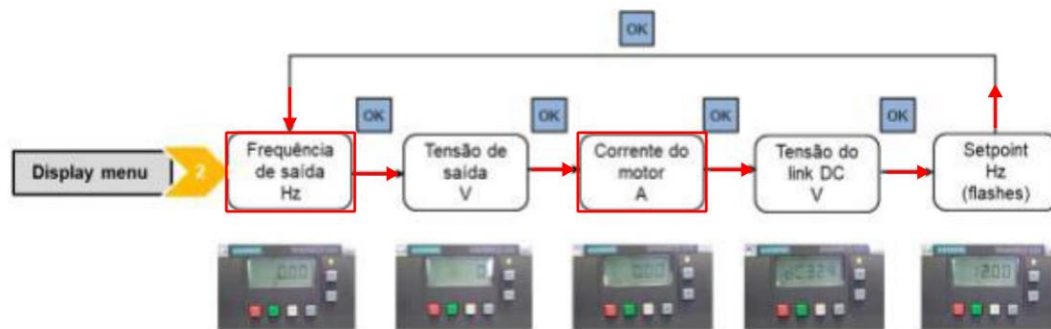 OK
OK
OK
OK
OK
Display menu
2
Frequência
de saída
Hz
Tensão de
saída
V
Corrente do
motor
A
Tensão do
link DC
V
Setpoint
Hz
(flashes)
0.00
0
0.00
12.00